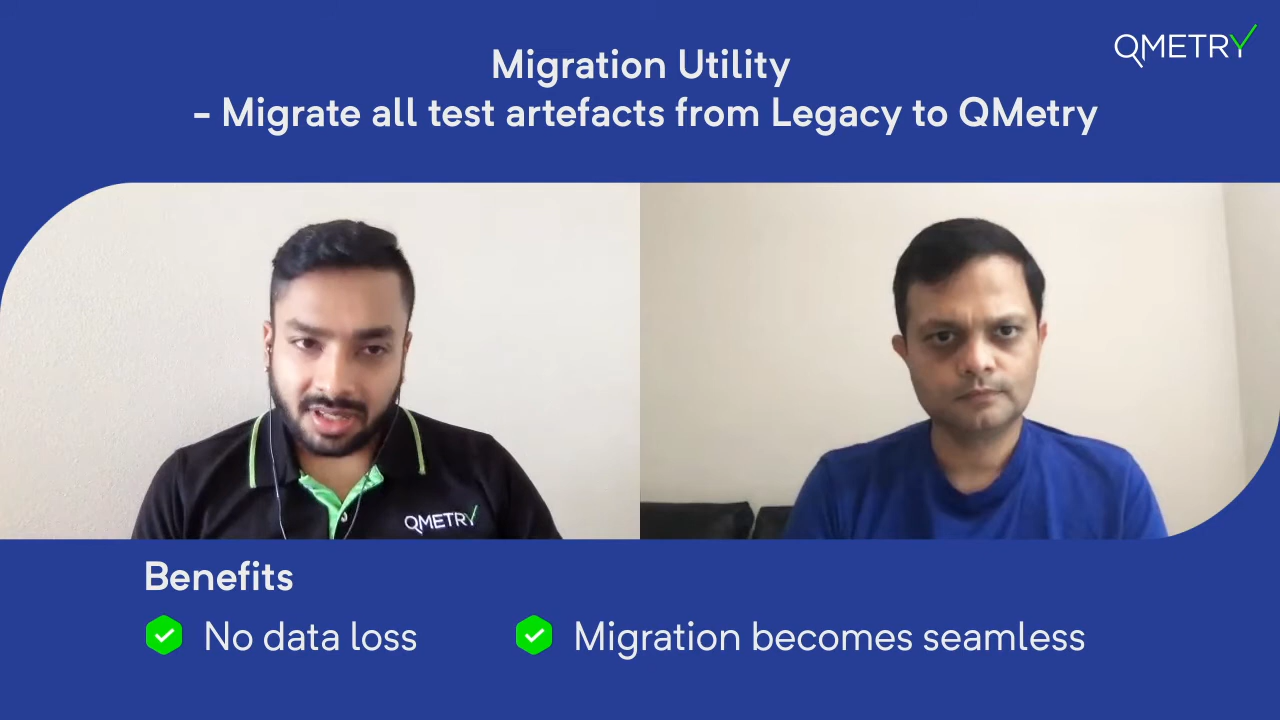 QMETRY
Migration Utility
- Migrate all test artefacts from Legacy to QMetry
QMETRY
Benefits
No data loss
Migration becomes seamless